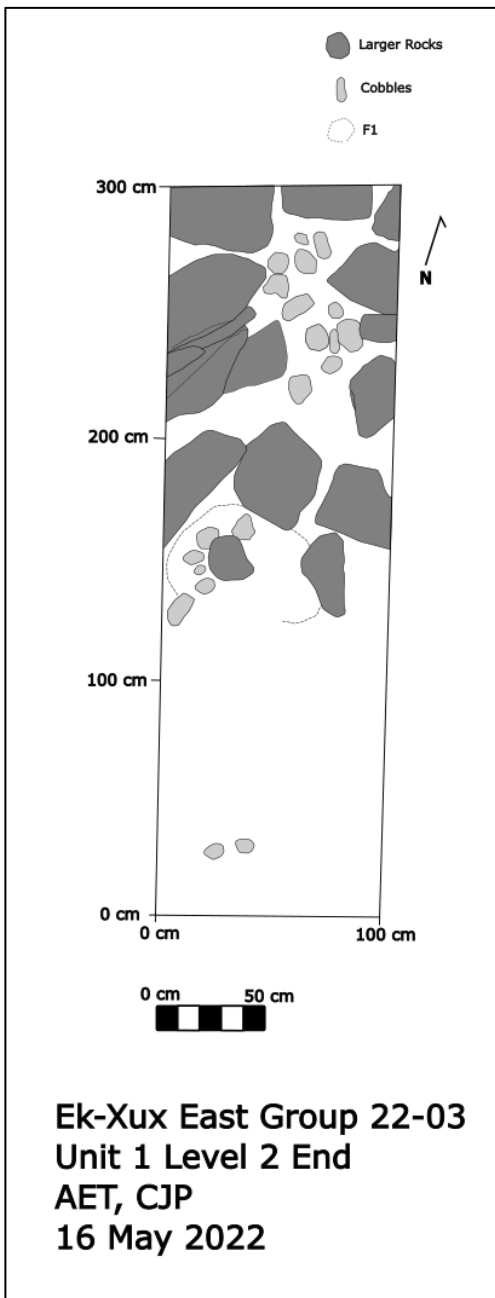 Larger Rocks
Cobbles
F1
300 cm
N
200 cm
100 cm
0 cm
0 cm
100 cm
0 cm
50 cm
Ek-Xux East Group 22-03
Unit 1 Level 2 End
AET, CJP
16 May 2022